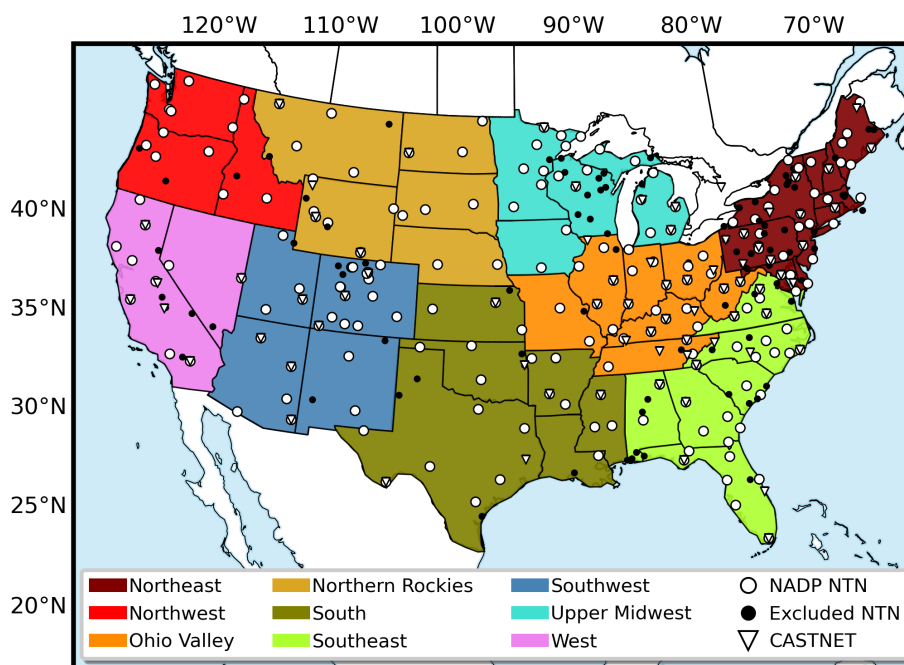 120°W 110°W 100°W 90°W 80°W 70°W
40°N
35°N
30°N
25°N
20°N
Northeast Northern Rockies Southwest NADP NTN
Northwest South Upper Midwest Excluded NTN
Ohio Valley Southeast West CASTNET